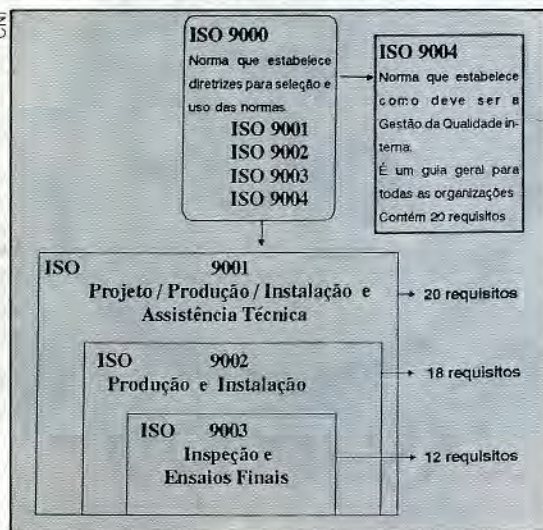 ISO 9000
Norma que estabelece
diretrizes para seleção e
uso das normas.
ISO 9001
ISO 9002
ISO 9003
ISO 9004
ISO 9004
Norma que estabelece
como deve ser a
Gestão da Qualidade in-
terna.
É um guia geral para
todas as organizações
Contém 20 requisitos
ISO 9001
Projeto / Produção / Instalação e
Assistência Técnica
20 requisitos
ISO 9002
Produção e Instalação
18 requisitos
ISO 9003
Inspeção e
Ensaios Finais
12 requisitos